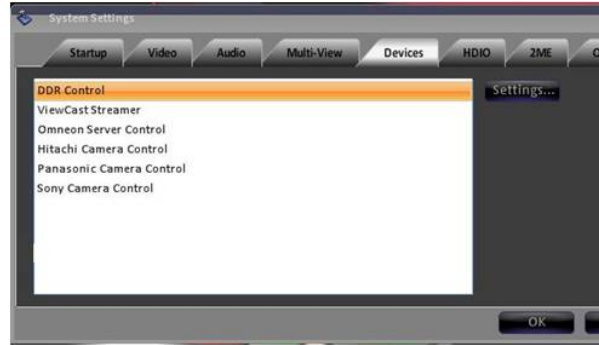 System Settings
Startup Video Audio Multi-View Devices HDIO 2ME
DDR Control Settings...
ViewCast Streamer
Omneon Server Control
Hitachi Camera Control
Panasonic Camera Control
Sony Camera Control
OK